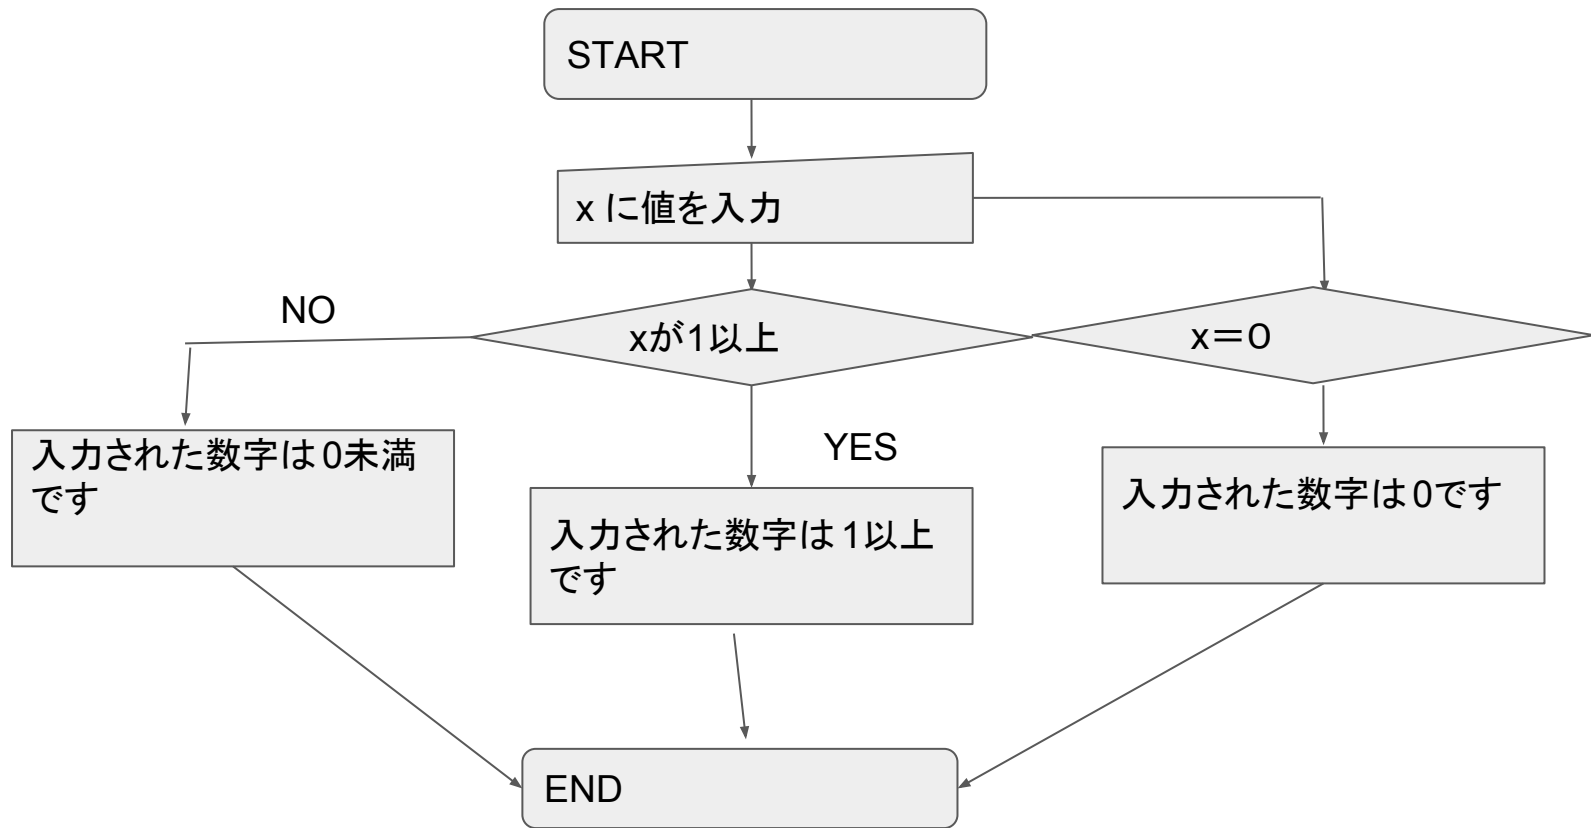 START
x に値を入力
NO
xが1以上
x＝0
入力された数字は0未満
です
YES
入力された数字は1以上
です
入力された数字は0です
END